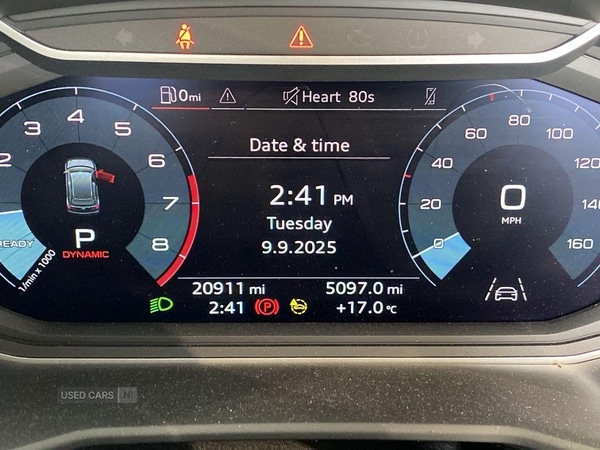 0mi
Heart 80s
Date & time
2:41 PM
Tuesday
9.9.2025
2 3 4 5 6 7 8
READY
P
DYNAMIC
1/min x 1000
0 20 40 60 80 100 120 140 160
0
MPH
20911 mi
5097.0 mi
2:41
P
+17.0 °C
USED CARS NI